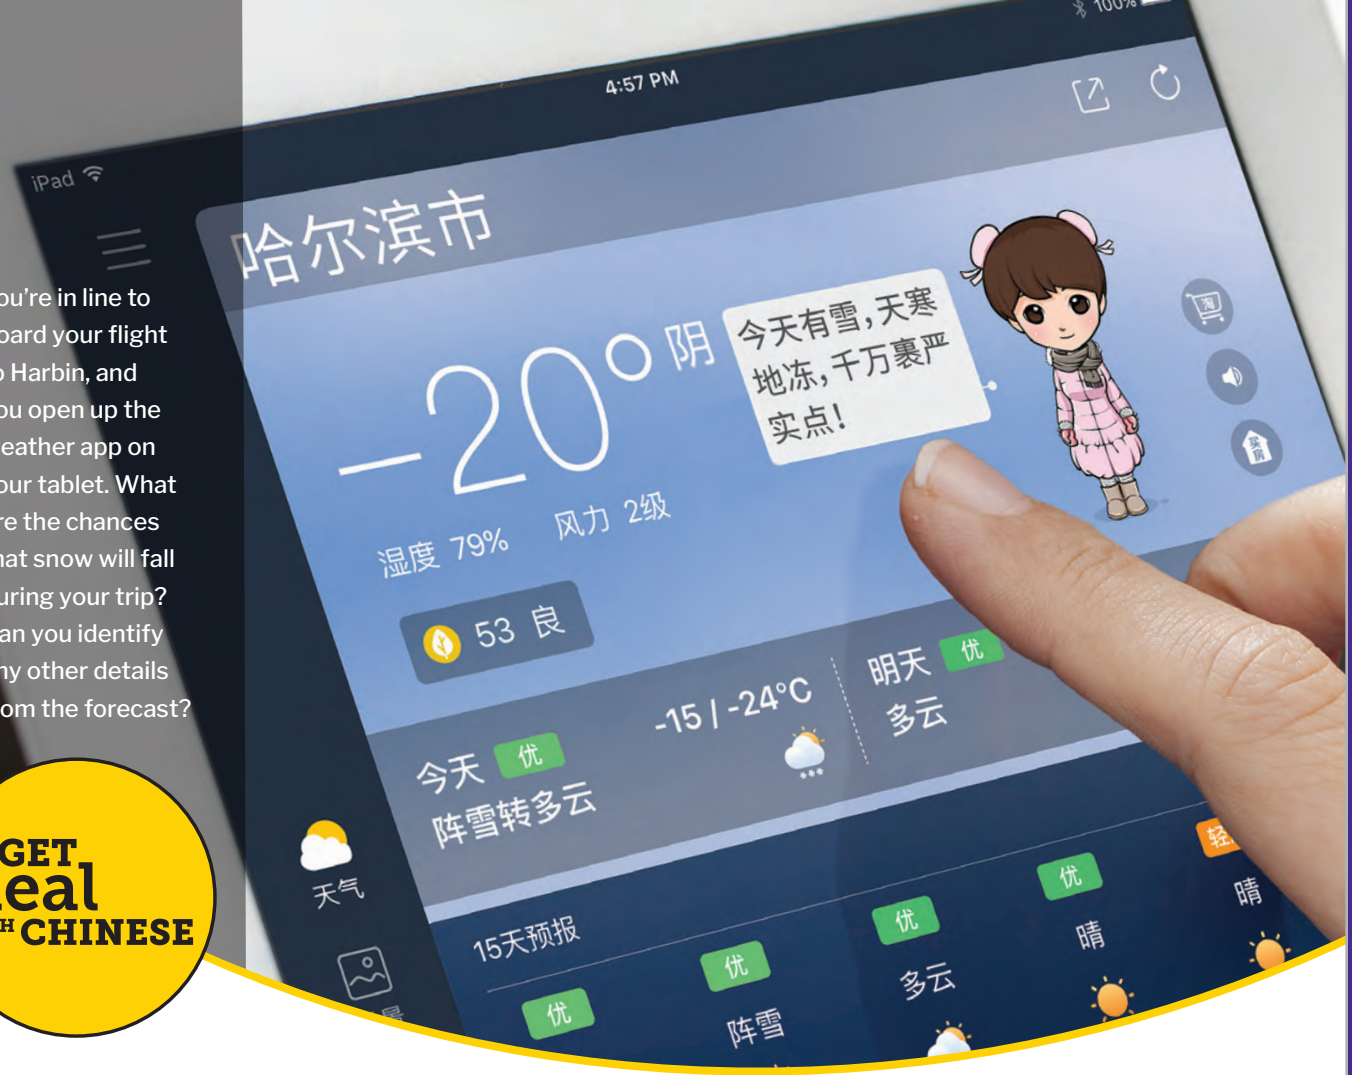 100%
4:57 PM
iPad
哈尔滨市
ou're in line to
oard your flight
o Harbin, and
ou open up the
eather app on
our tablet. What
re the chances
hat snow will fall
uring your trip?
an you identify
ny other details
om the forecast?
-20°阴
今天有雪,天寒
地冻,千万裹严
实点!
淘
买
房
湿度 79% 风力 2级
53 良
今天 优
-15 / -24°C
阵雪转多云
明天 优
多云
天气
15天预报
优
优
阵雪
优
多云
优
晴
轻
晴
景
GET
eal
H CHINESE